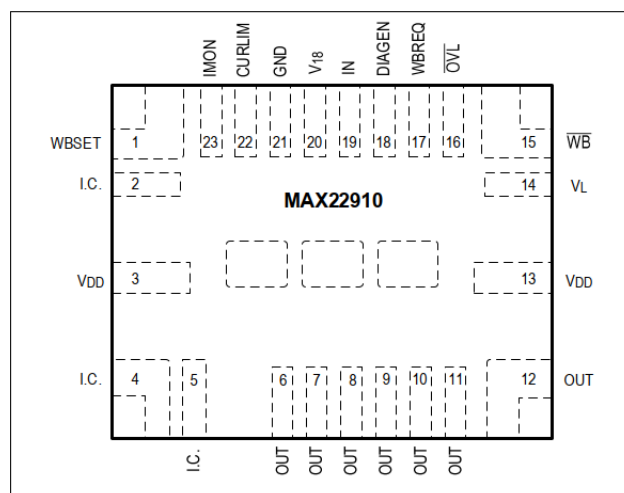 IMON CURLIM GND V18 IN DIAGEN WBREQ OVL
WBSET 1 23 22 21 20 19 18 17 16 15 WB
I.C. 2 14 VL
MAX22910
VDD 3 13 VDD
I.C. 4 5 6 7 8 9 10 11 12 OUT
I.C. OUT OUT OUT OUT OUT OUT